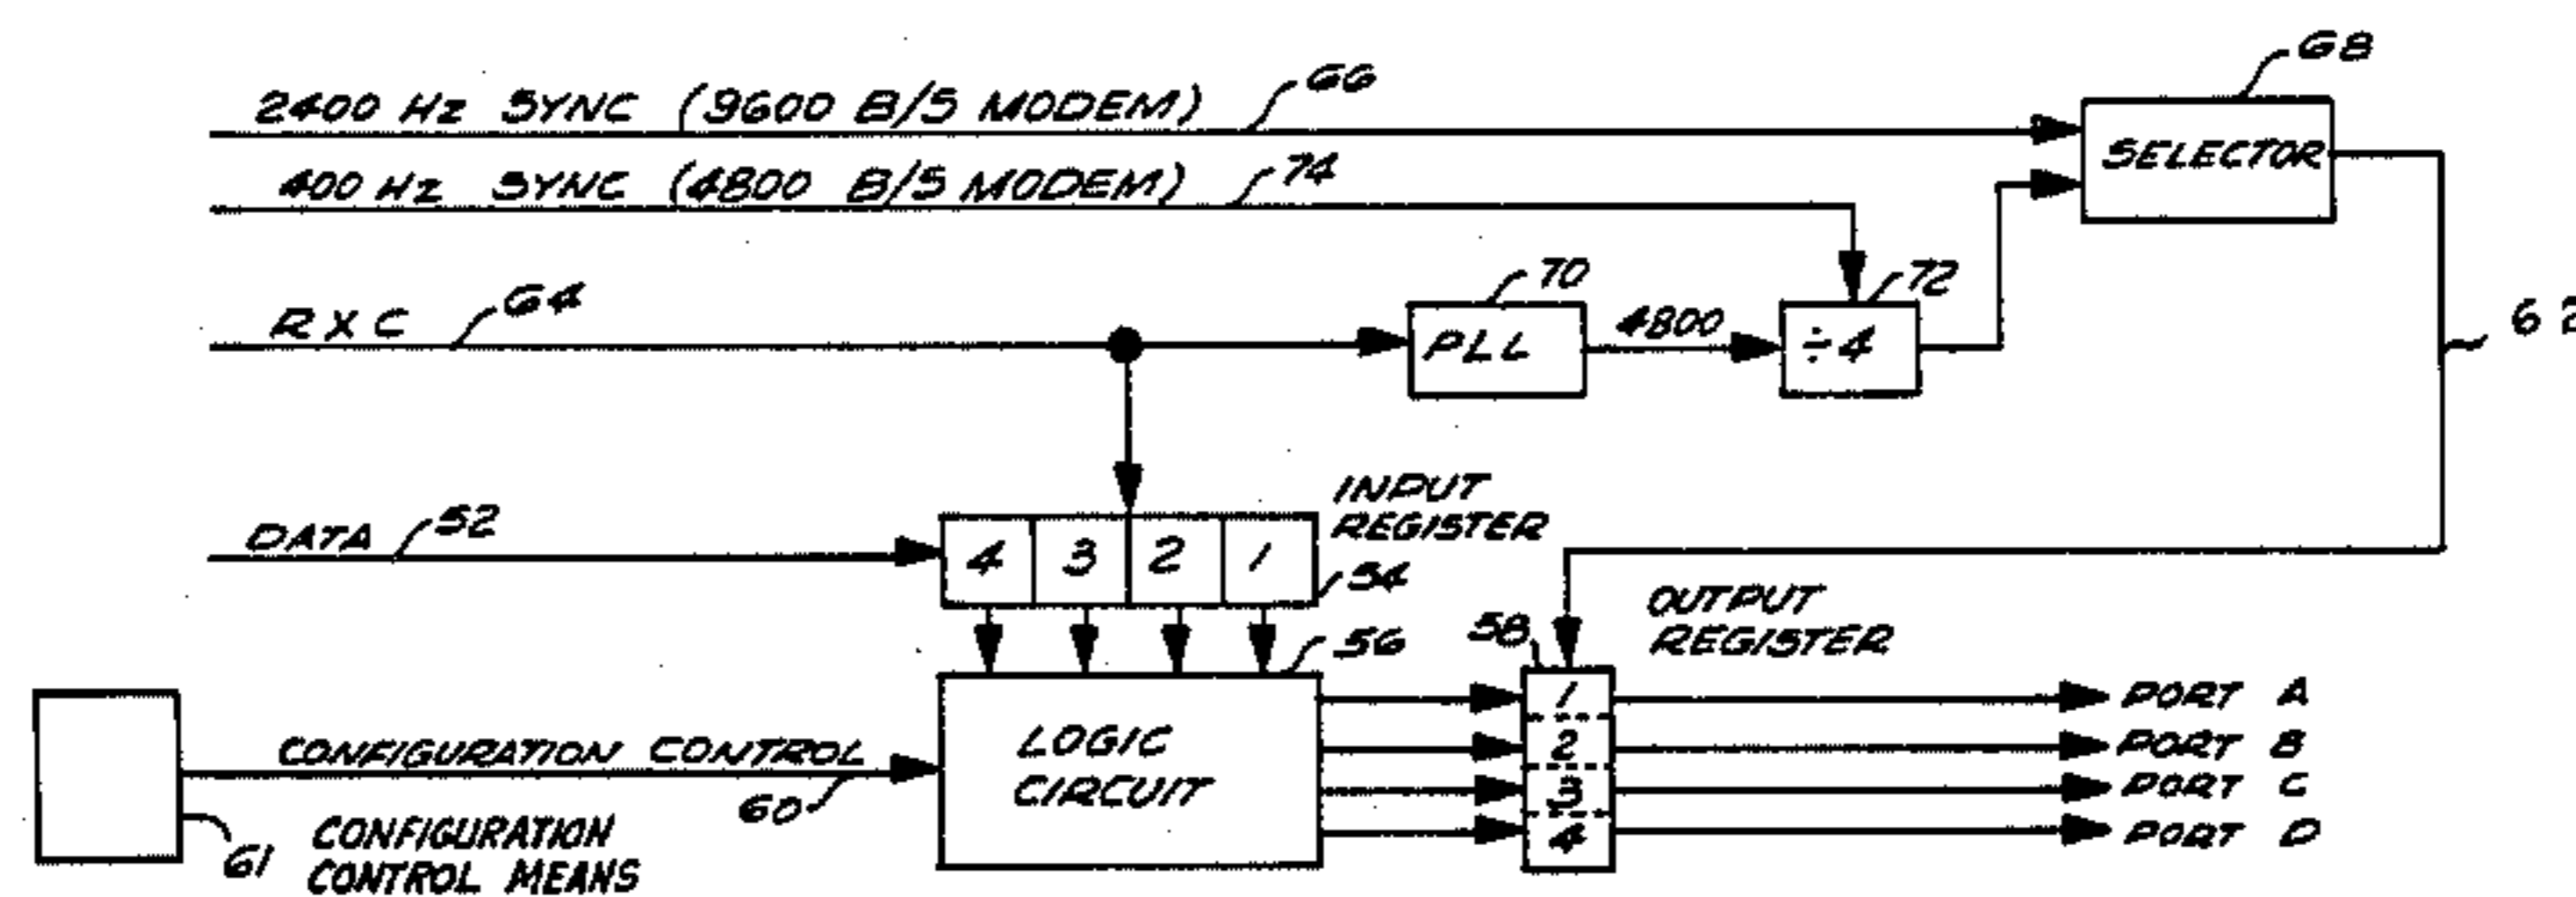 68
2400 Hz SYNC (9600 B/S MODEM) 66
SELECTOR
400 Hz SYNC (4800 B/S MODEM) 74
RXC 64
70
PLL
4800
72
÷4
62
DATA 52
4 3 2 1
INPUT
REGISTER
54
56
58
OUTPUT
REGISTER
LOGIC
CIRCUIT
1
2
3
4
PORT A
PORT B
PORT C
PORT D
CONFIGURATION CONTROL
60
61
CONFIGURATION
CONTROL MEANS